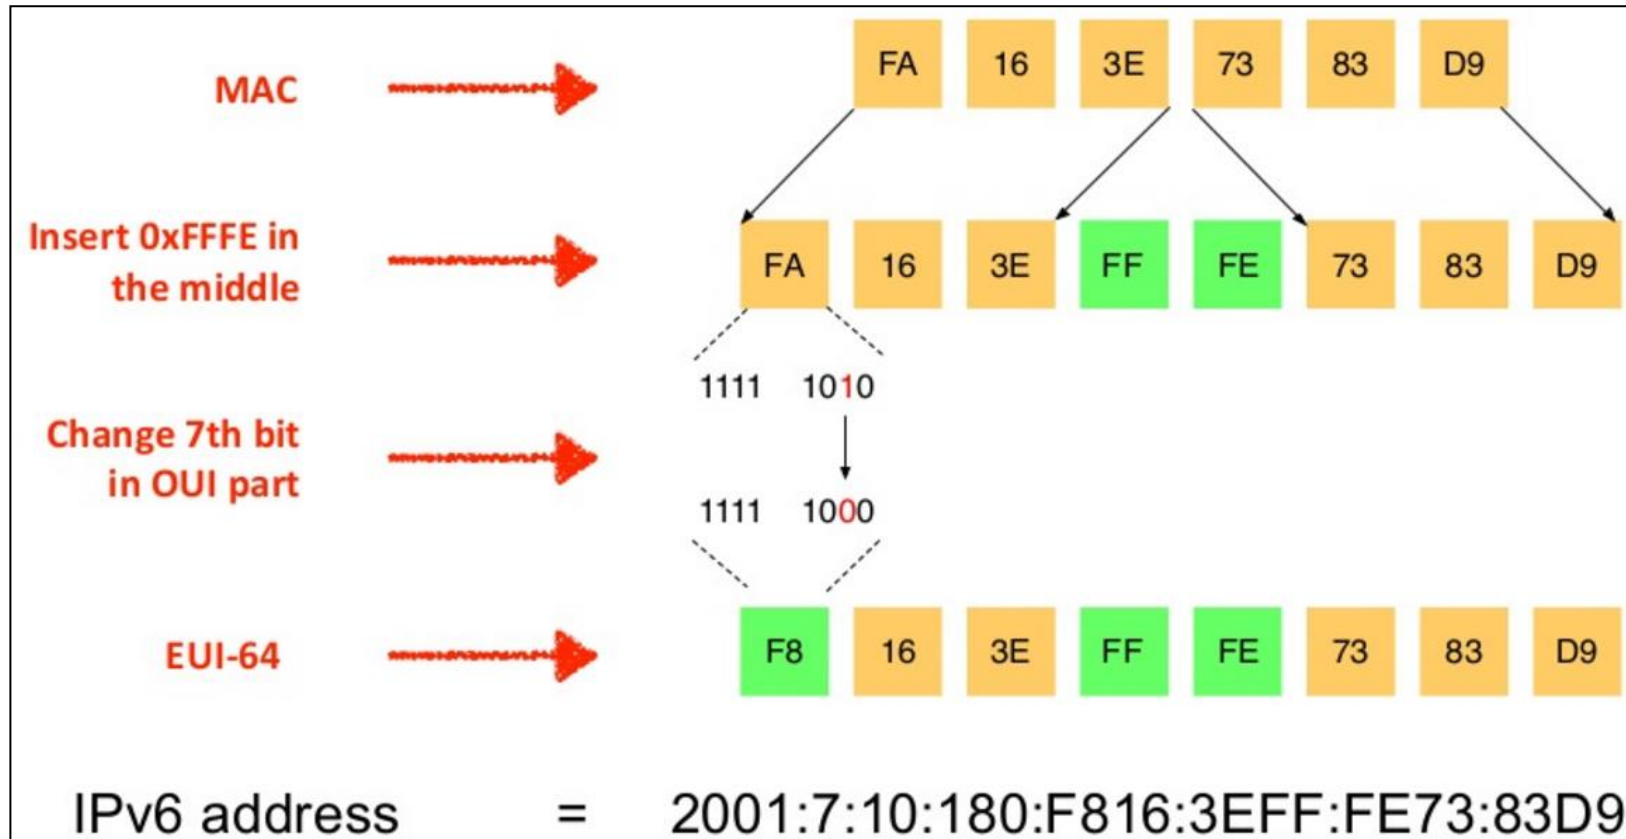 MAC
FA 16 3E 73 83 D9
Insert 0xFFFE in
the middle
FA 16 3E FF FE 73 83 D9
1111 1010
Change 7th bit
in OUI part
1111 1000
EUI-64
F8 16 3E FF FE 73 83 D9
IPv6 address = 2001:7:10:180:F816:3EFF:FE73:83D9